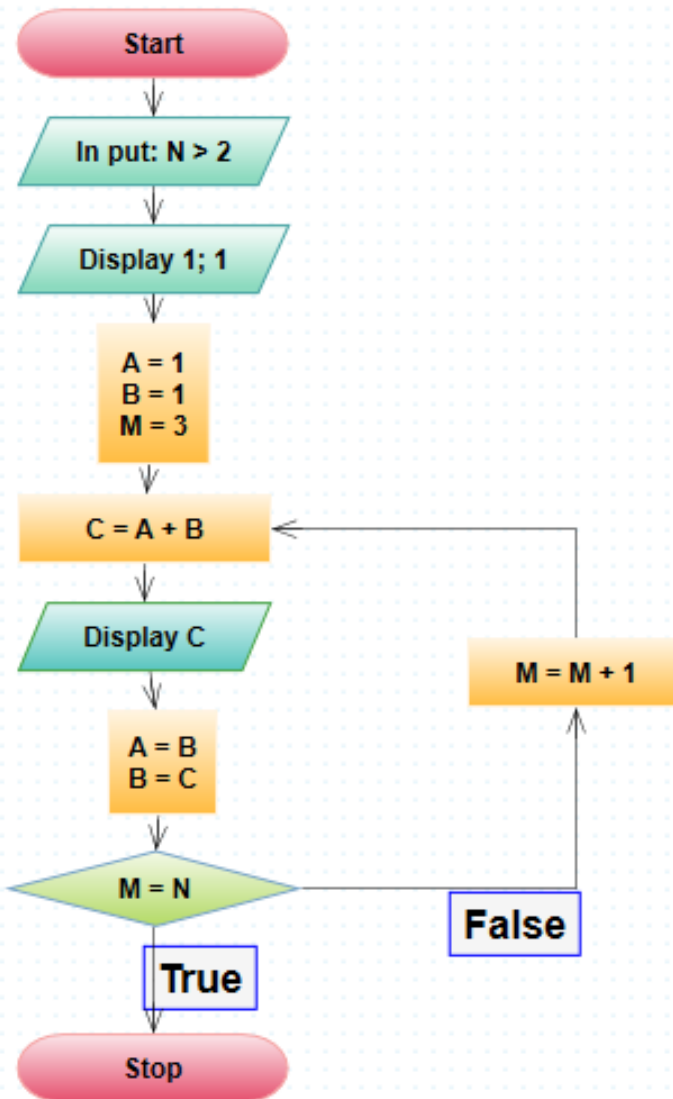 Start
In put: N > 2
Display 1; 1
A = 1
B = 1
M = 3
C = A + B
Display C
M = M + 1
A = B
B = C
M = N
False
True
Stop